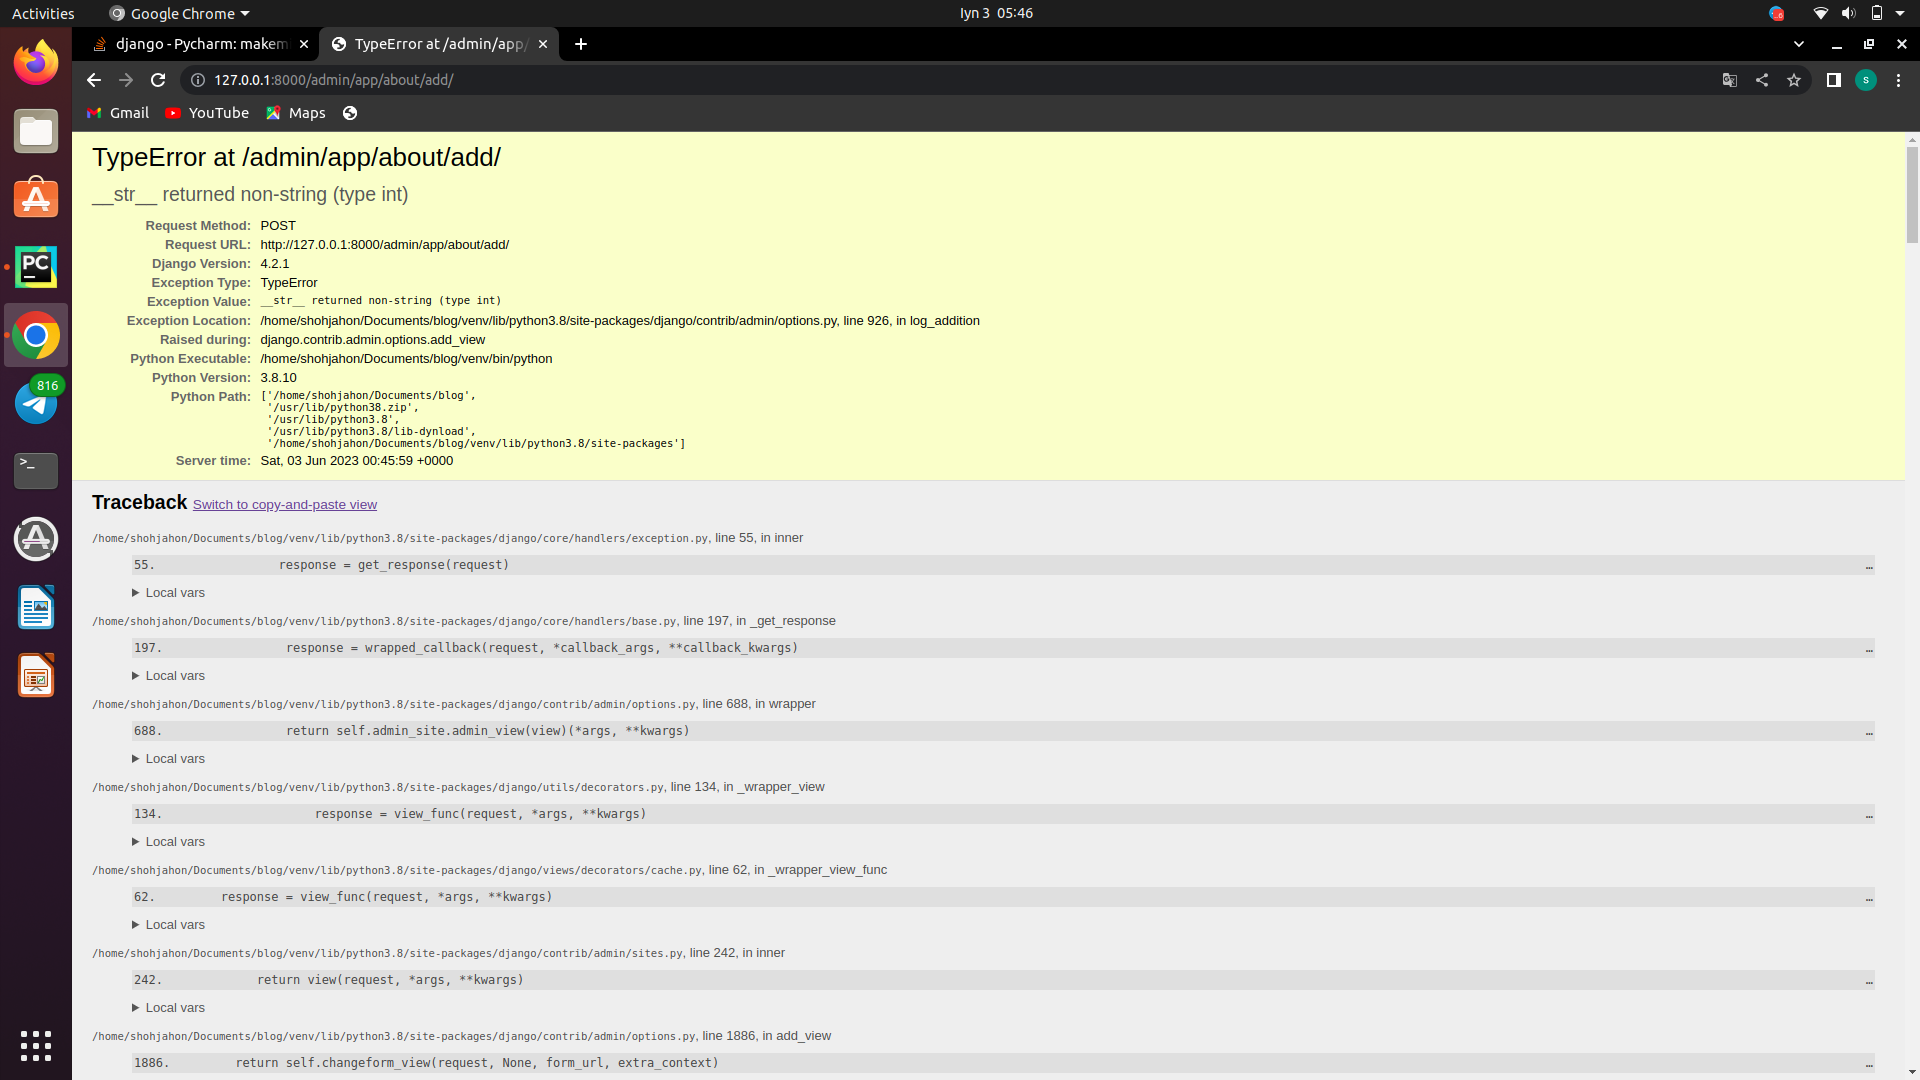 Activities
Google Chrome
Iyn 3 05:46
django - Pycharm: makem
TypeError at /admin/app/
127.0.0.1:8000/admin/app/about/add/
S
Gmail
YouTube
Maps
816
TypeError at /admin/app/about/add/
__str__ returned non-string (type int)
Request Method: POST
Request URL: http://127.0.0.1:8000/admin/app/about/add/
Django Version: 4.2.1
Exception Type: TypeError
Exception Value: __str__ returned non-string (type int)
Exception Location: /home/shohjahon/Documents/blog/venv/lib/python3.8/site-packages/django/contrib/admin/options.py, line 926, in log_addition
Raised during: django.contrib.admin.options.add_view
Python Executable: /home/shohjahon/Documents/blog/venv/bin/python
Python Version: 3.8.10
Python Path: ['/home/shohjahon/Documents/blog',
'/usr/lib/python38.zip',
'/usr/lib/python3.8',
'/usr/lib/python3.8/lib-dynload',
'/home/shohjahon/Documents/blog/venv/lib/python3.8/site-packages']
Server time: Sat, 03 Jun 2023 00:45:59 +0000
Traceback Switch to copy-and-paste view
/home/shohjahon/Documents/blog/venv/lib/python3.8/site-packages/django/core/handlers/exception.py, line 55, in inner
55. response = get_response(request) …
▶ Local vars
/home/shohjahon/Documents/blog/venv/lib/python3.8/site-packages/django/core/handlers/base.py, line 197, in _get_response
197. response = wrapped_callback(request, *callback_args, **callback_kwargs) …
▶ Local vars
/home/shohjahon/Documents/blog/venv/lib/python3.8/site-packages/django/contrib/admin/options.py, line 688, in wrapper
688. return self.admin_site.admin_view(view)(*args, **kwargs) …
▶ Local vars
/home/shohjahon/Documents/blog/venv/lib/python3.8/site-packages/django/utils/decorators.py, line 134, in _wrapper_view
134. response = view_func(request, *args, **kwargs) …
▶ Local vars
/home/shohjahon/Documents/blog/venv/lib/python3.8/site-packages/django/views/decorators/cache.py, line 62, in _wrapper_view_func
62. response = view_func(request, *args, **kwargs) …
▶ Local vars
/home/shohjahon/Documents/blog/venv/lib/python3.8/site-packages/django/contrib/admin/sites.py, line 242, in inner
242. return view(request, *args, **kwargs) …
▶ Local vars
/home/shohjahon/Documents/blog/venv/lib/python3.8/site-packages/django/contrib/admin/options.py, line 1886, in add_view
1886. return self.changeform_view(request, None, form_url, extra_context) …